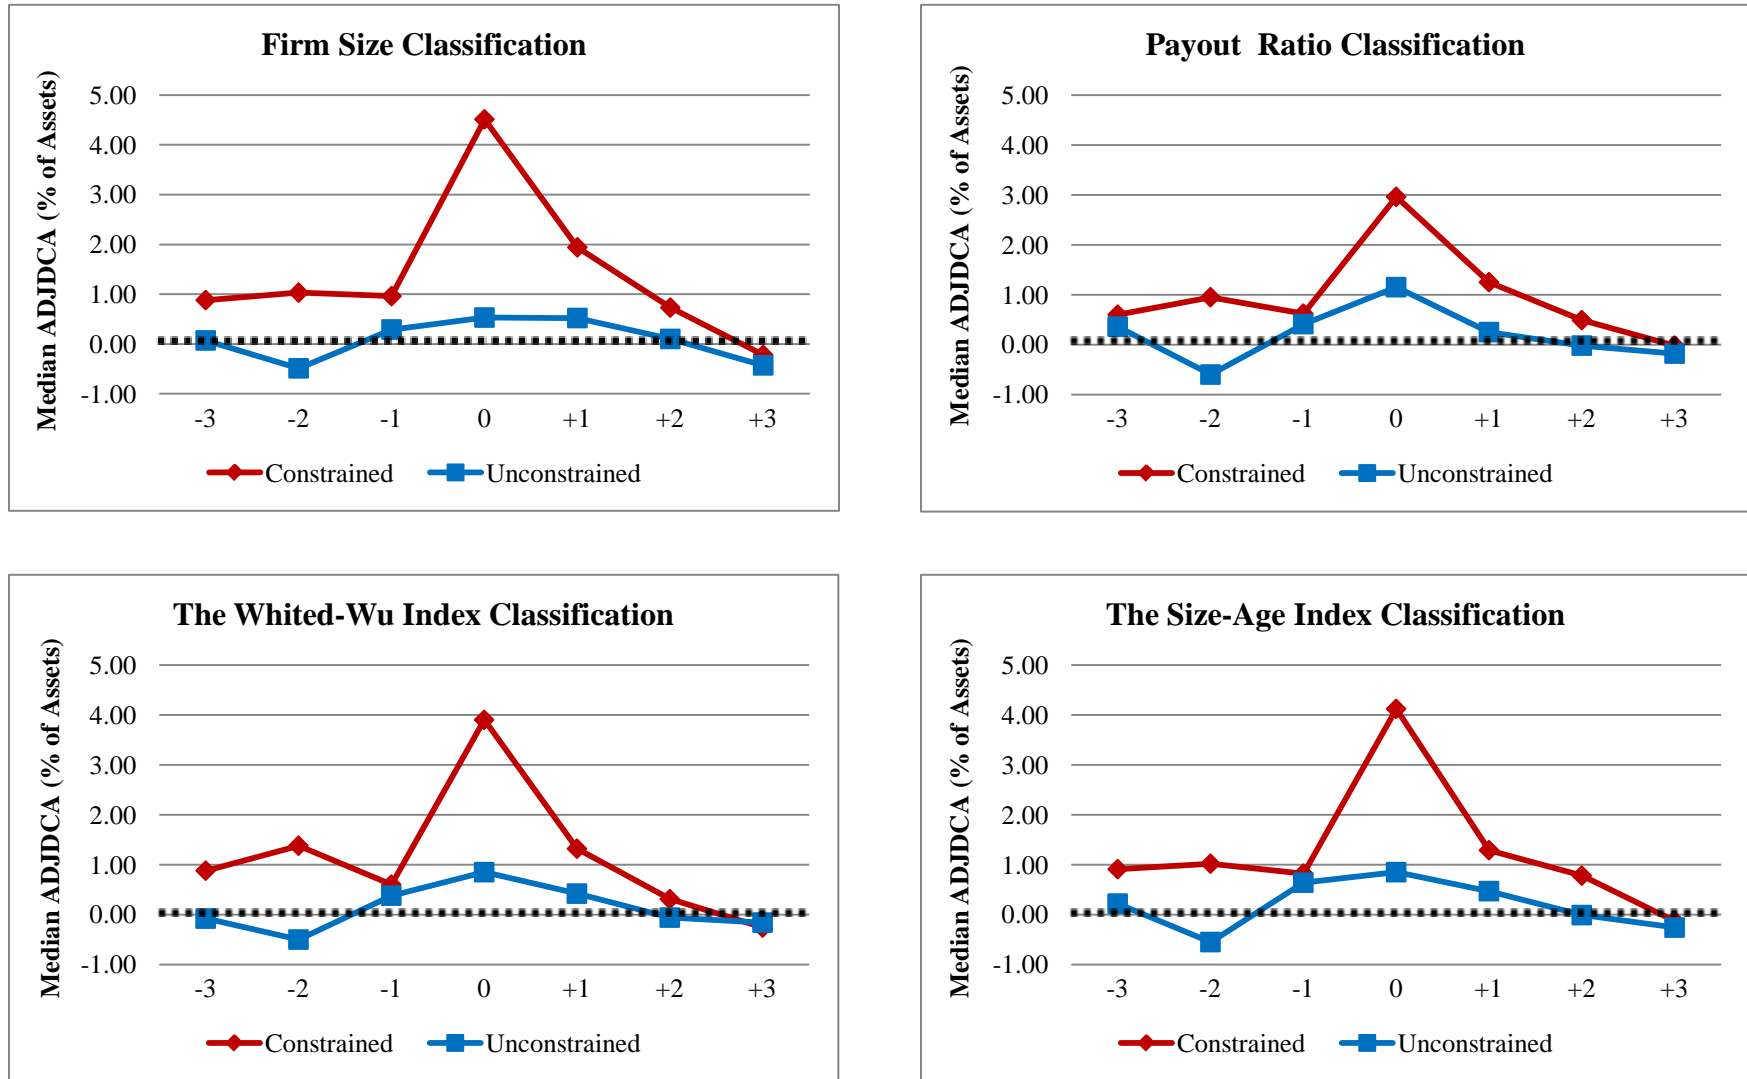 Firm Size Classification
Median ADJDCA (% of Assets)
5.00
4.00
3.00
2.00
1.00
0.00
-1.00
-3 -2 -1 0 +1 +2 +3
Constrained Unconstrained
Payout Ratio Classification
Median ADJDCA (% of Assets)
5.00
4.00
3.00
2.00
1.00
0.00
-1.00
-3 -2 -1 0 +1 +2 +3
Constrained Unconstrained
The Whited-Wu Index Classification
Median ADJDCA (% of Assets)
5.00
4.00
3.00
2.00
1.00
0.00
-1.00
-3 -2 -1 0 +1 +2 +3
Constrained Unconstrained
The Size-Age Index Classification
Median ADJDCA (% of Assets)
5.00
4.00
3.00
2.00
1.00
0.00
-1.00
-3 -2 -1 0 +1 +2 +3
Constrained Unconstrained